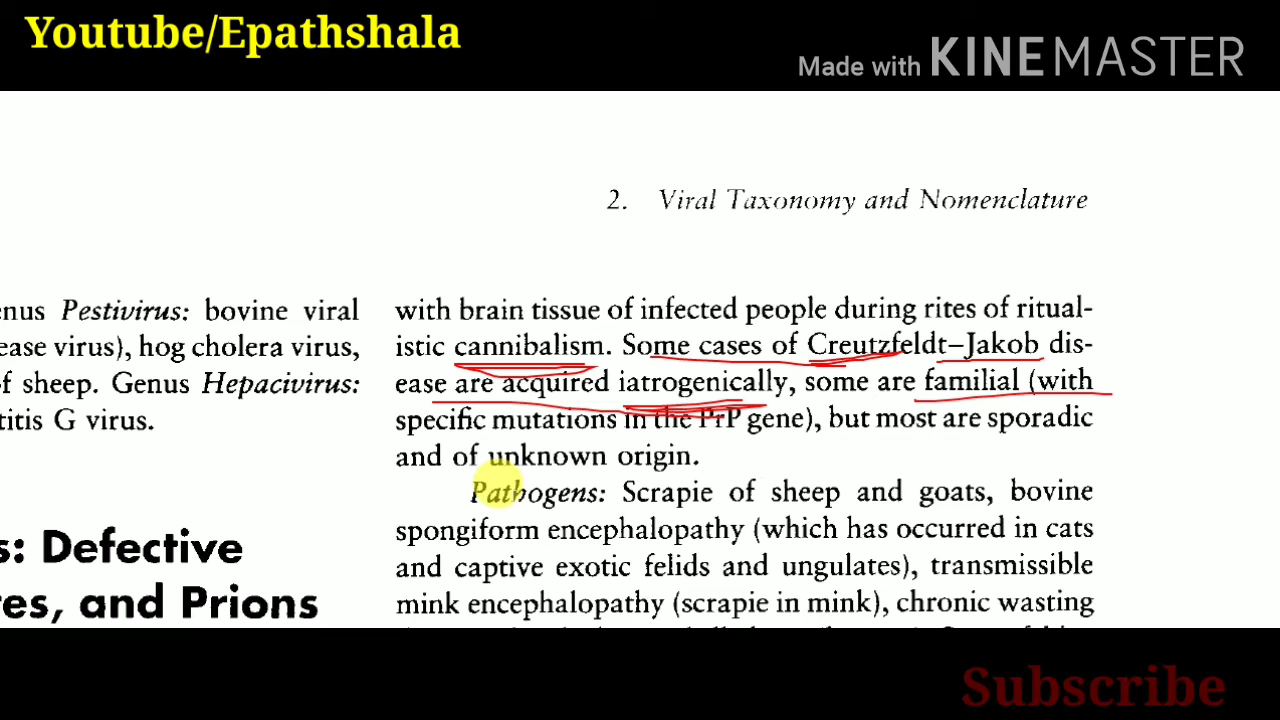 Youtube/Epathshala
Made with KINEMASTER
2. Viral Taxonomy and Nomenclature
enus Pestivirus: bovine viral
ease virus), hog cholera virus,
of sheep. Genus Hepacivirus:
titis G virus.
s: Defective
res, and Prions
with brain tissue of infected people during rites of ritual-
istic cannibalism. Some cases of Creutzfeldt–Jakob dis-
ease are acquired iatrogenically, some are familial (with
specific mutations in the PrP gene), but most are sporadic
and of unknown origin.
Pathogens: Scrapie of sheep and goats, bovine
spongiform encephalopathy (which has occurred in cats
and captive exotic felids and ungulates), transmissible
mink encephalopathy (scrapie in mink), chronic wasting
Subscribe